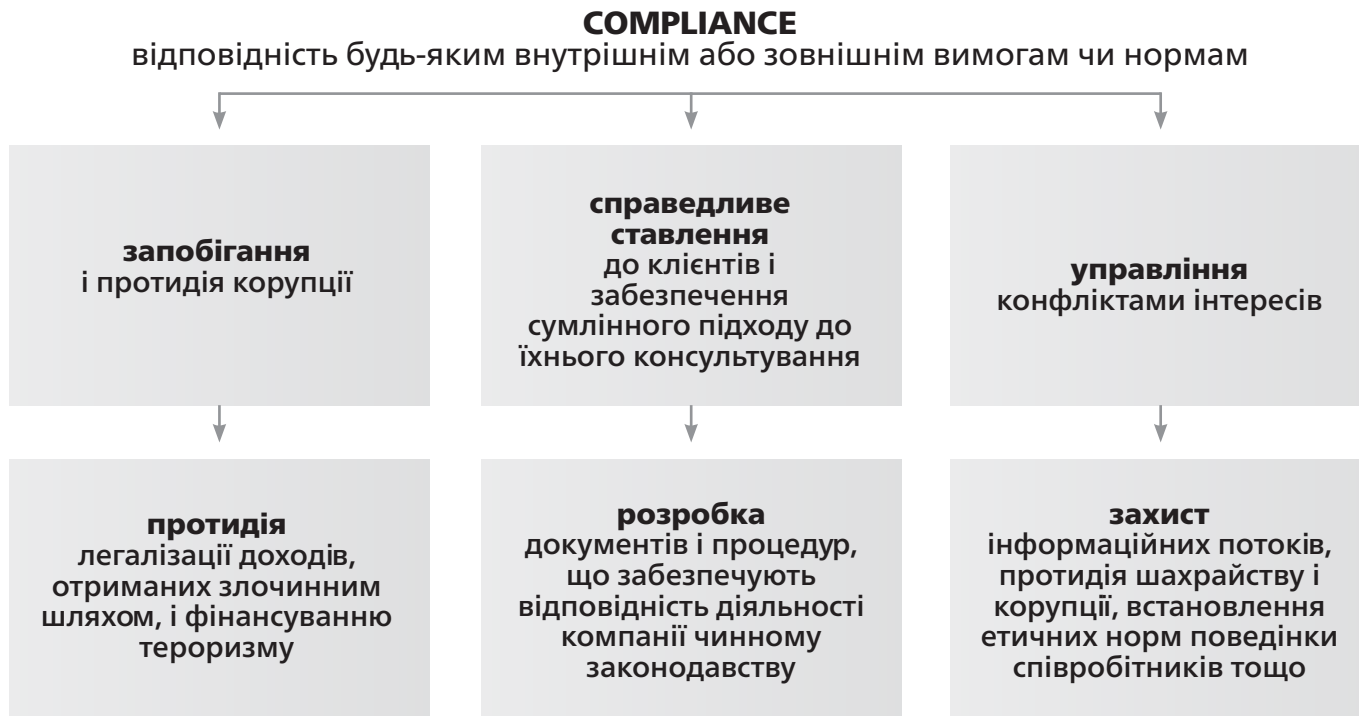 COMPLIANCE
відповідність будь-яким внутрішнім або зовнішнім вимогам чи нормам
запобігання
і протидія корупції
справедливе
ставлення
до клієнтів і
забезпечення
сумлінного підходу до
їхнього консультування
управління
конфліктами інтересів
протидія
легалізації доходів,
отриманих злочинним
шляхом, і фінансуванню
тероризму
розробка
документів і процедур,
що забезпечують
відповідність діяльності
компанії чинному
законодавству
захист
інформаційних потоків,
протидія шахрайству і
корупції, встановлення
етичних норм поведінки
співробітників тощо